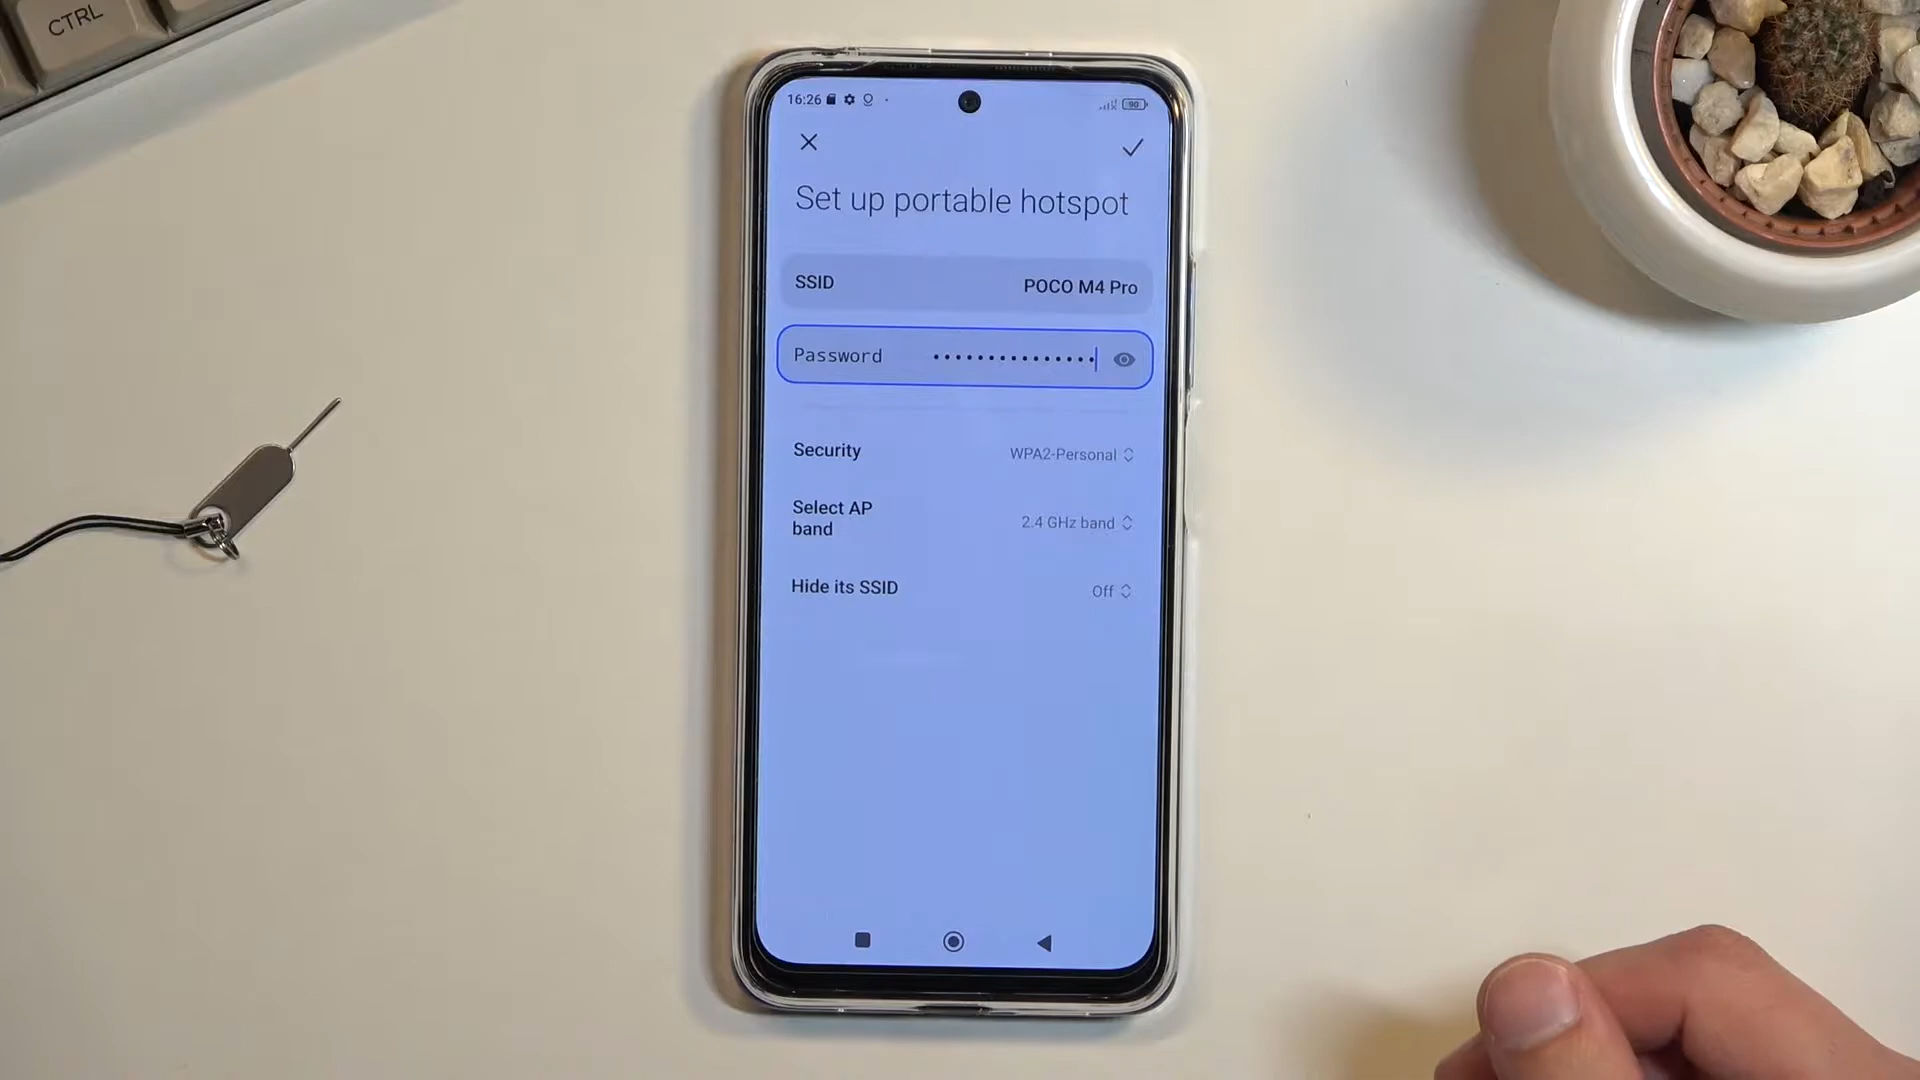 CTRL
16:26
90
Set up portable hotspot
SSID POCO M4 Pro
Password •••••••••••••••
Security WPA2-Personal
Select AP
band
2.4 GHz band
Hide its SSID Off